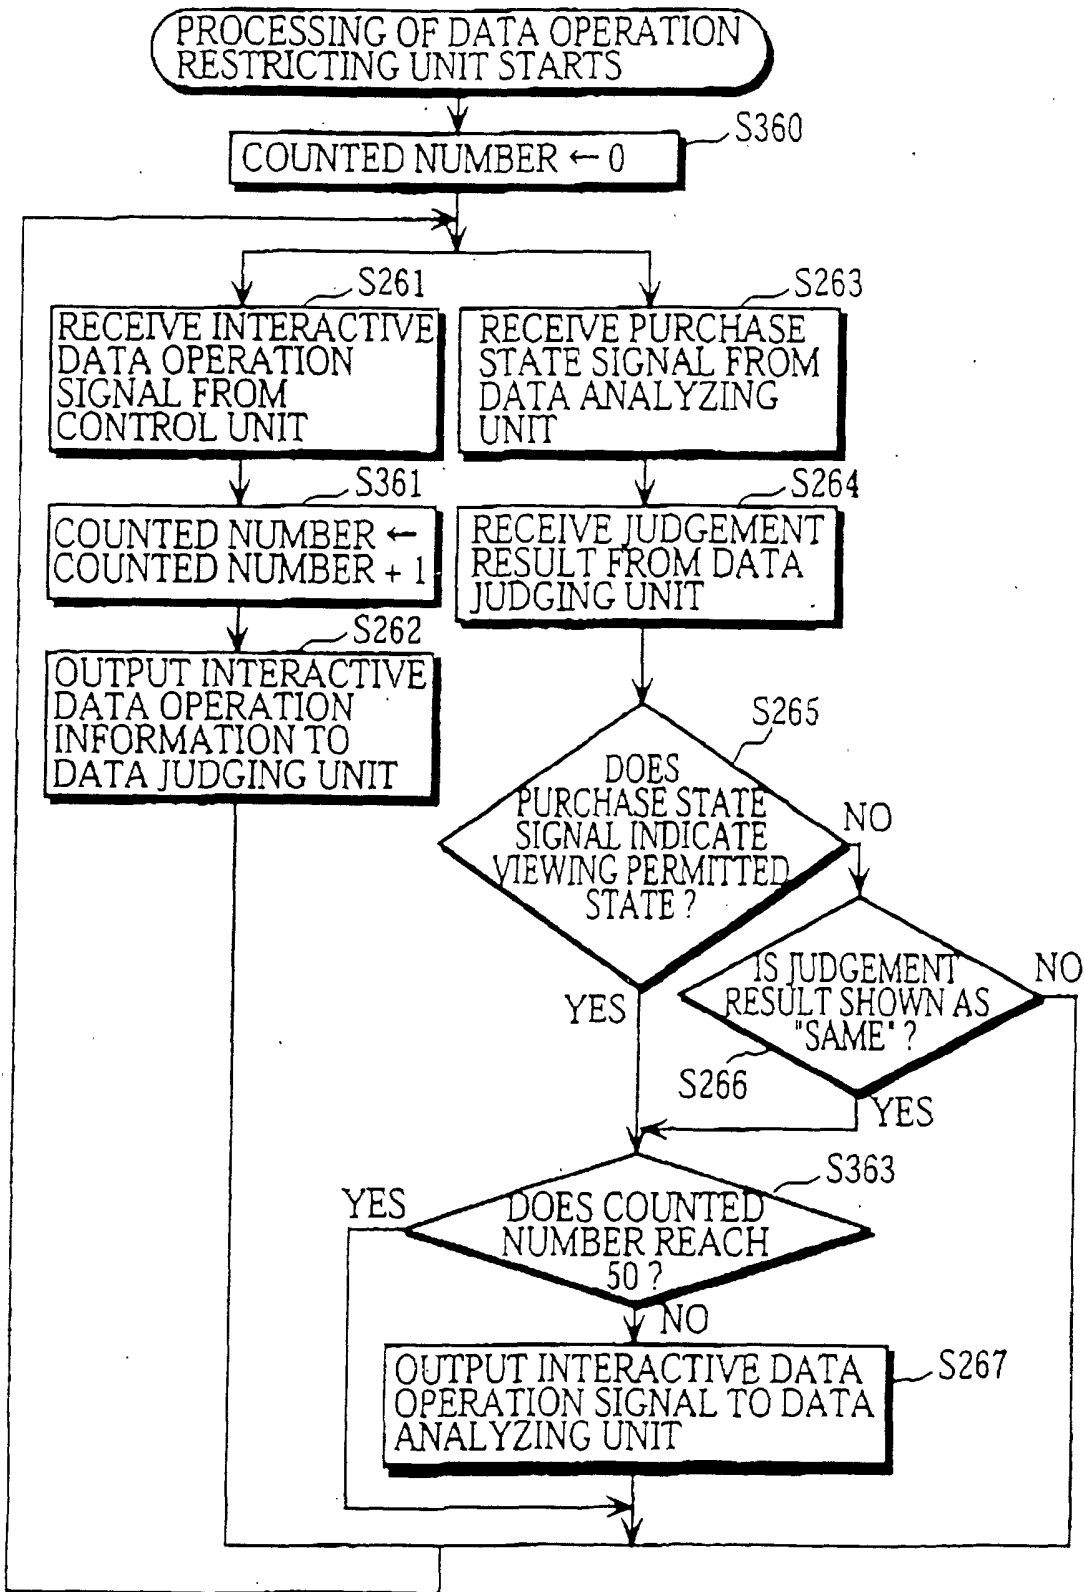 PROCESSING OF DATA OPERATION
RESTRICTING UNIT STARTS
S360
COUNTED NUMBER ← 0
S261
RECEIVE INTERACTIVE
DATA OPERATION
SIGNAL FROM
CONTROL UNIT
S263
RECEIVE PURCHASE
STATE SIGNAL FROM
DATA ANALYZING
UNIT
S361
COUNTED NUMBER ←
COUNTED NUMBER + 1
S264
RECEIVE JUDGEMENT
RESULT FROM DATA
JUDGING UNIT
S262
OUTPUT INTERACTIVE
DATA OPERATION
INFORMATION TO
DATA JUDGING UNIT
S265
DOES
PURCHASE STATE
SIGNAL INDICATE
VIEWING PERMITTED
STATE ?
NO
YES
IS JUDGEMENT
RESULT SHOWN AS
"SAME" ?
NO
S266
YES
S363
DOES COUNTED
NUMBER REACH
50 ?
YES
NO
S267
OUTPUT INTERACTIVE DATA
OPERATION SIGNAL TO DATA
ANALYZING UNIT